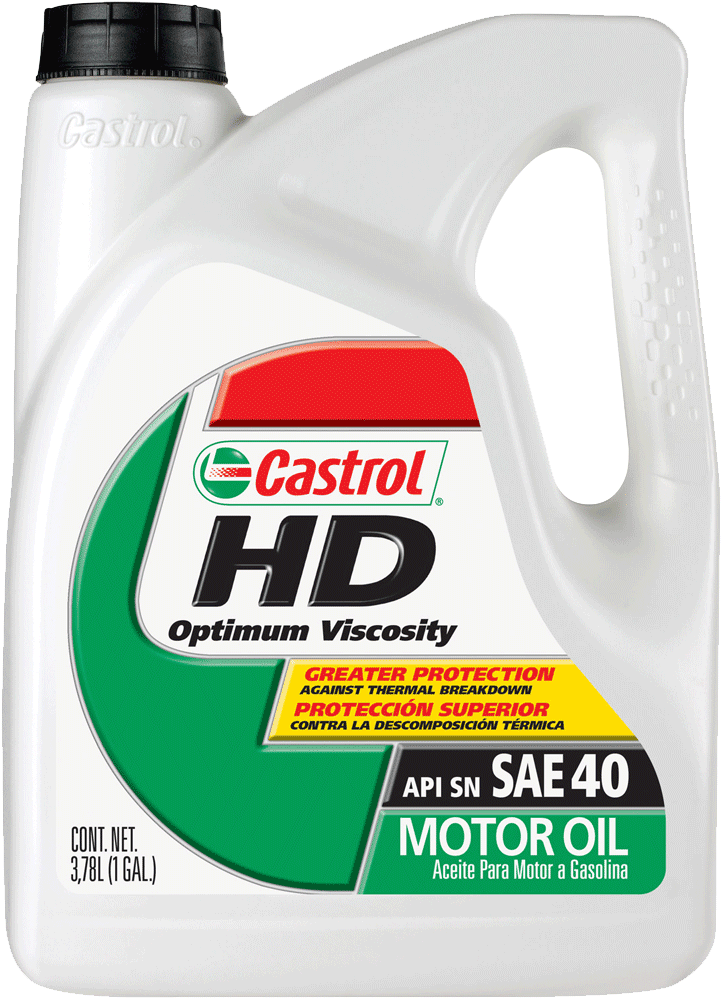 Castrol®
Castrol®
HD
Optimum Viscosity
GREATER PROTECTION
AGAINST THERMAL BREAKDOWN
PROTECCIÓN SUPERIOR
CONTRA LA DESCOMPOSICIÓN TÉRMICA
API SN SAE 40
MOTOR OIL
Aceite Para Motor a Gasolina
CONT. NET.
3,78L (1 GAL.)